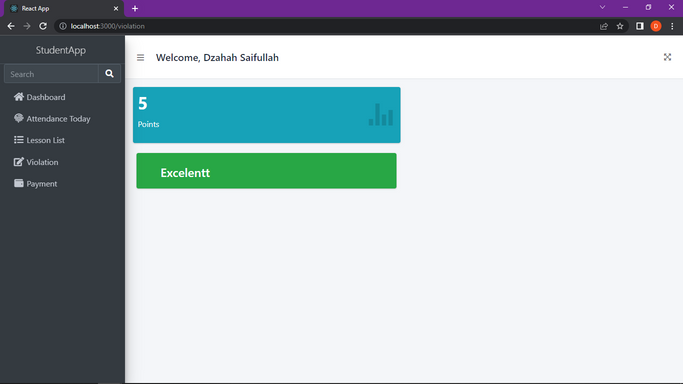 React App
localhost:3000/violation
D
StudentApp
Welcome, Dzahah Saifullah
Search
Dashboard
Attendance Today
Lesson List
Violation
Payment
5
Points
Excelentt